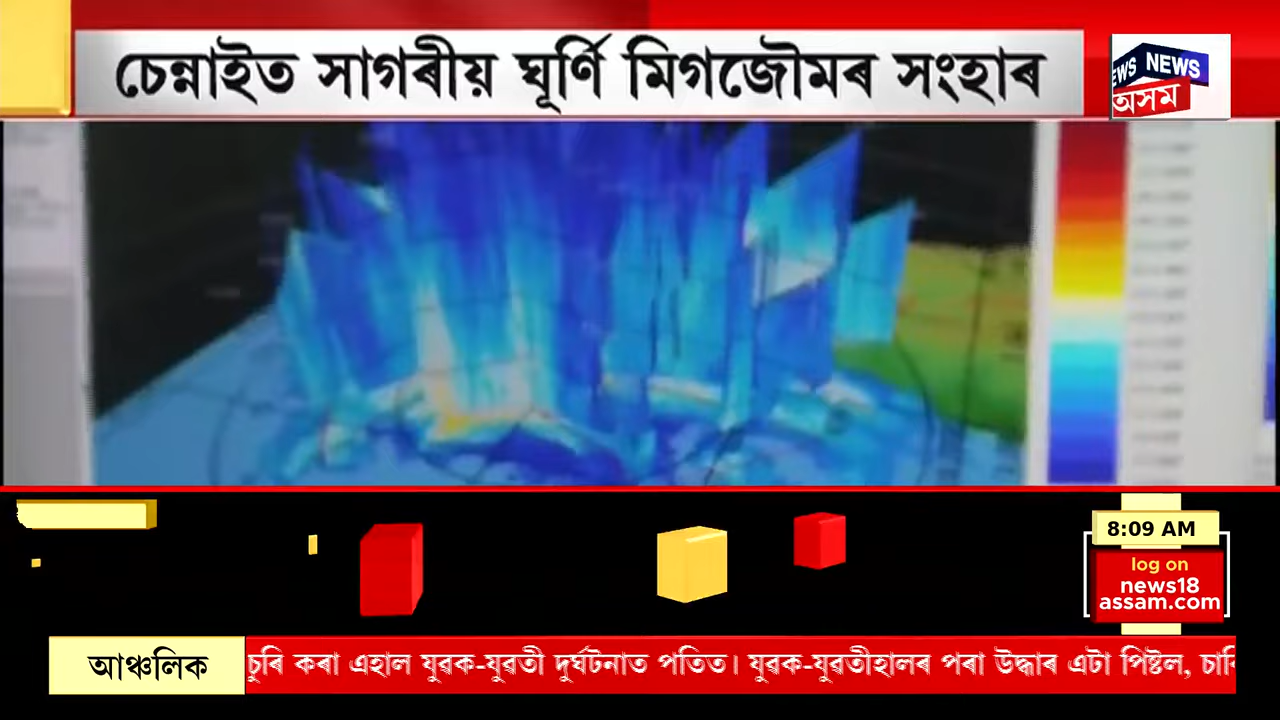 চেন্নাইত সাগৰীয় ঘূৰ্ণি মিগজৌমৰ সংহাৰ
NEWS
অসম
8:09 AM
log on
news18
assam.com
আঞ্চলিক
চুৰি কৰা এহাল যুৱক-যুৱতী দুৰ্ঘটনাত পতিত। যুৱক-যুৱতীহালৰ পৰা উদ্ধাৰ এটা পিষ্টল,